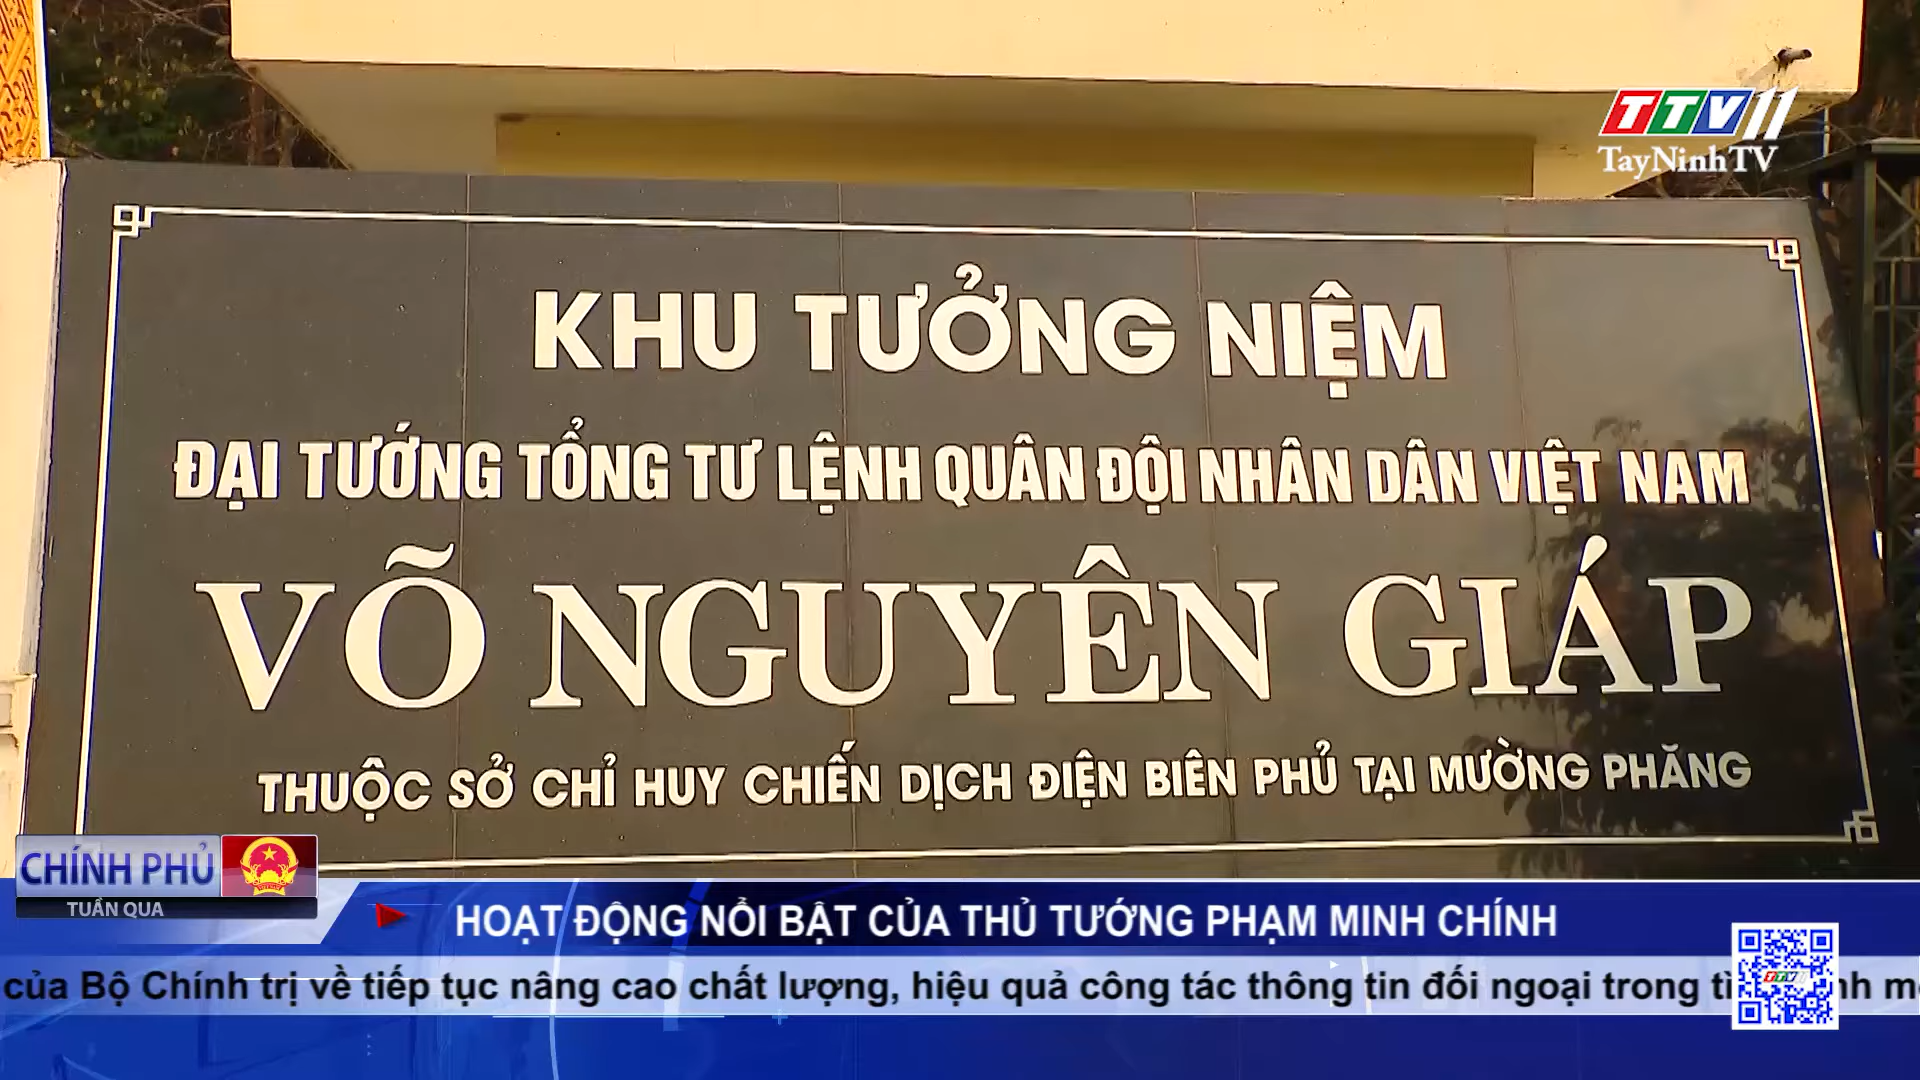 TTV11
TayNinhTV
KHU TƯỞNG NIỆM
ĐẠI TƯỚNG TỔNG TƯ LỆNH QUÂN ĐỘI NHÂN DÂN VIỆT NAM
VÕ NGUYÊN GIÁP
THUỘC SỞ CHỈ HUY CHIẾN DỊCH ĐIỆN BIÊN PHỦ TẠI MƯỜNG PHĂNG
CHÍNH PHỦ
TUẦN QUA
HOẠT ĐỘNG NỔI BẬT CỦA THỦ TƯỚNG PHẠM MINH CHÍNH
của Bộ Chính trị về tiếp tục nâng cao chất lượng, hiệu quả công tác thông tin đối ngoại trong
TTV11